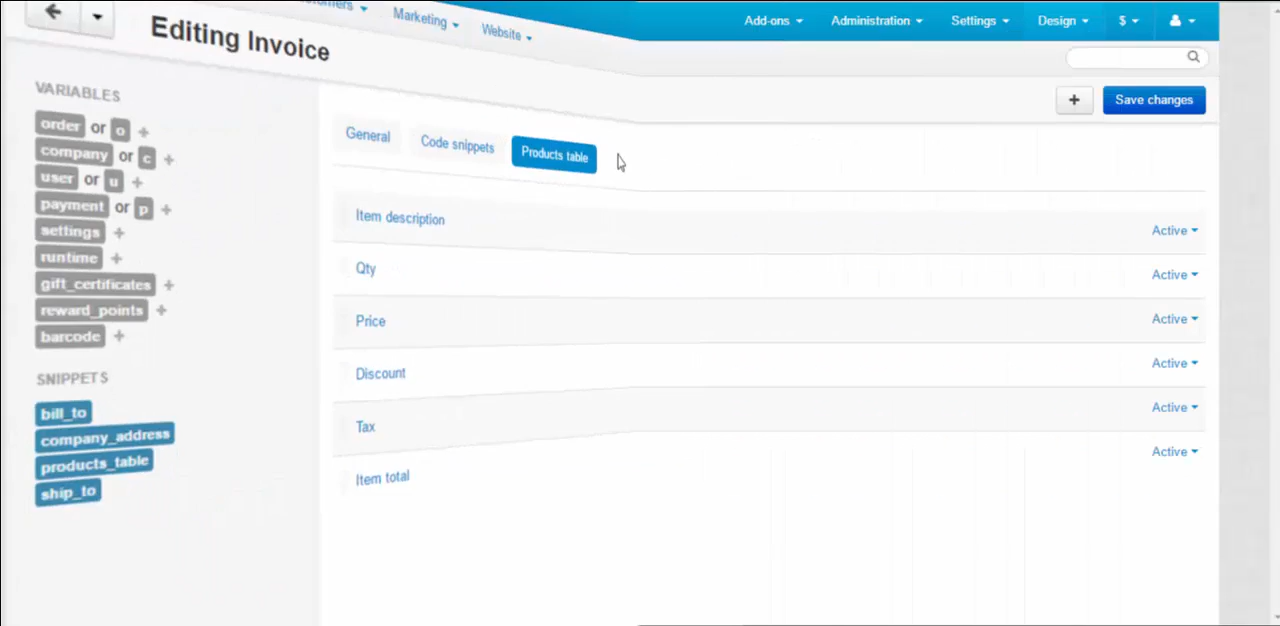 Marketing
Website
Add-ons
Administration
Settings
Design
$
Editing Invoice
Save changes
VARIABLES
order or o +
company or c +
user or u +
payment or p +
settings +
runtime +
gift_certificates +
reward_points +
barcode +
SNIPPETS
bill_to
company_address
products_table
ship_to
General
Code snippets
Products table
Item description
Active
Qty
Active
Price
Active
Discount
Active
Tax
Active
Item total
Active